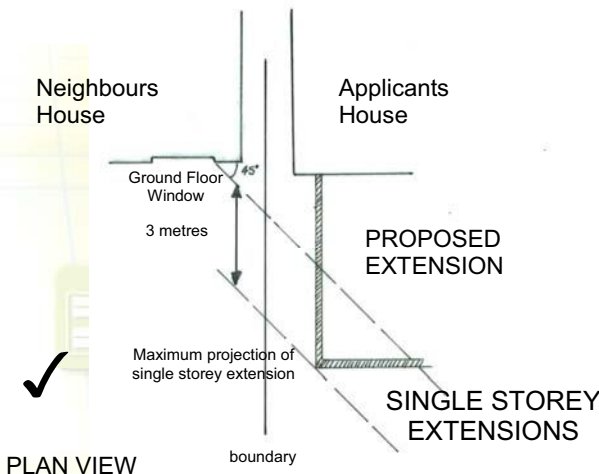 Neighbours
House
Applicants
House
45°
Ground Floor
Window
3 metres
PROPOSED
EXTENSION
Maximum projection of
single storey extension
SINGLE STOREY
EXTENSIONS
PLAN VIEW
boundary